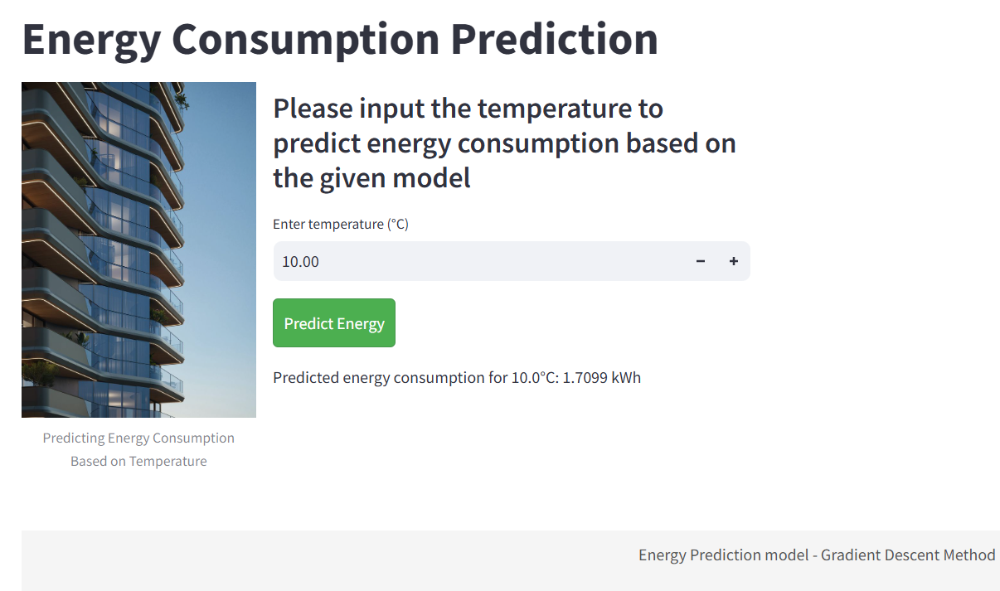 Energy Consumption Prediction
Please input the temperature to
predict energy consumption based on
the given model
Enter temperature (°C)
10.00 − +
Predict Energy
Predicted energy consumption for 10.0°C: 1.7099 kWh
Predicting Energy Consumption
Based on Temperature
Energy Prediction model - Gradient Descent Method